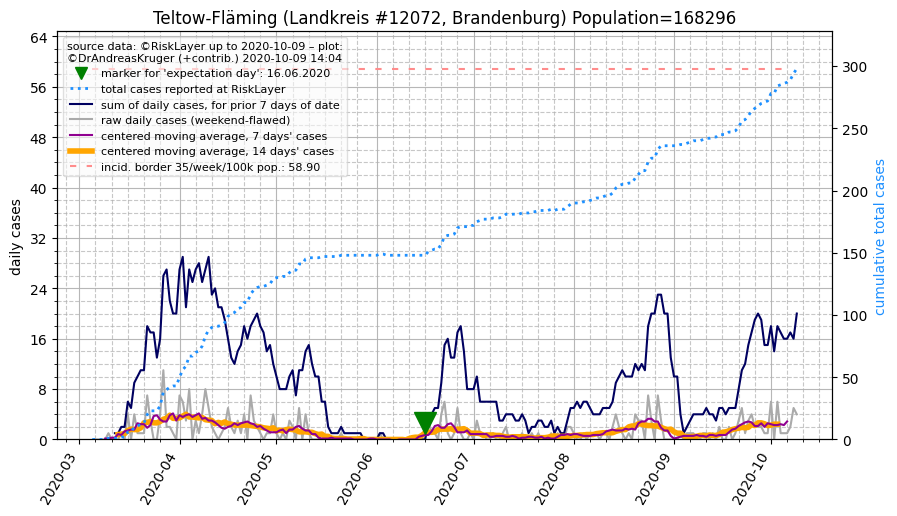 Teltow-Fläming (Landkreis #12072, Brandenburg) Population=168296
source data: ©RiskLayer up to 2020-10-09 – plot:
©DrAndreasKruger (+contrib.) 2020-10-09 14:04
marker for 'expectation day': 16.06.2020
total cases reported at RiskLayer
sum of daily cases, for prior 7 days of date
raw daily cases (weekend-flawed)
centered moving average, 7 days' cases
centered moving average, 14 days' cases
incid. border 35/week/100k pop.: 58.90
daily cases
64
56
48
40
32
24
16
8
0
cumulative total cases
300
250
200
150
100
50
0
2020-03
2020-04
2020-05
2020-06
2020-07
2020-08
2020-09
2020-10